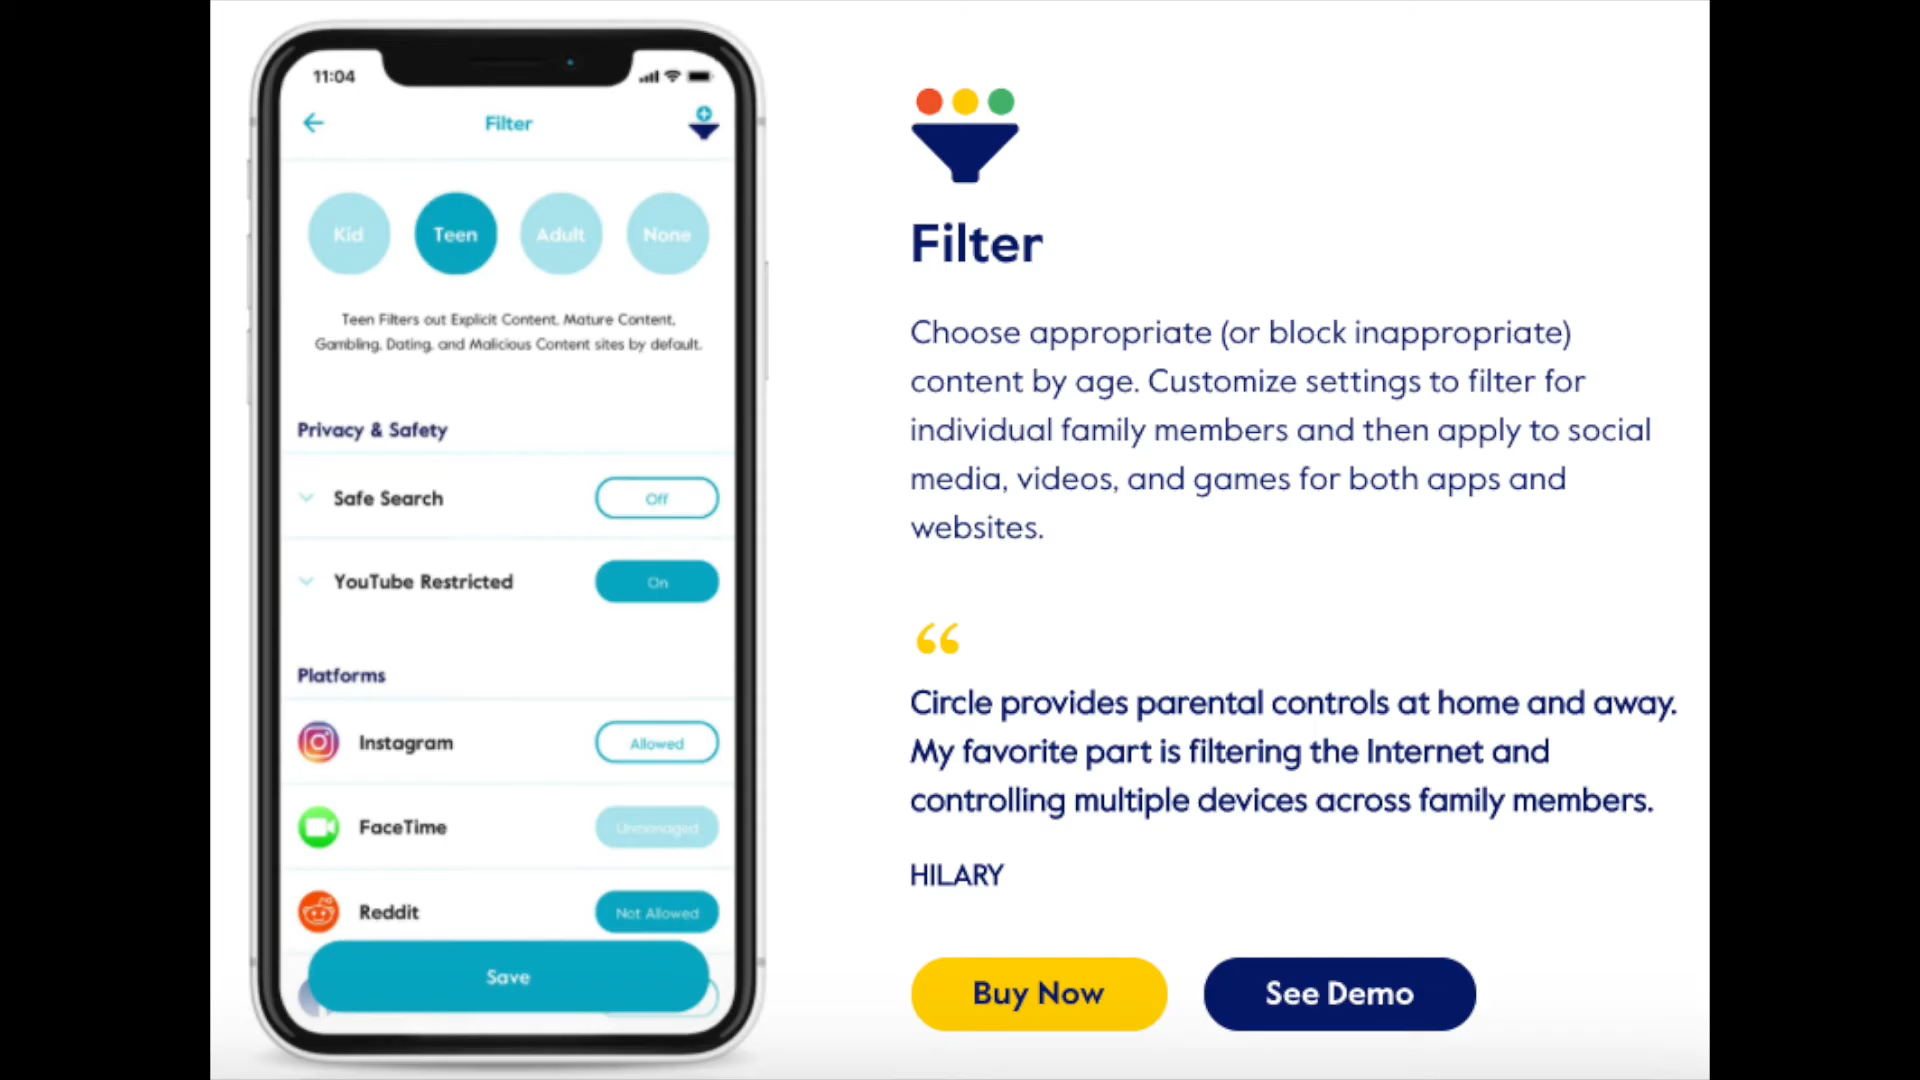 11:04
Filter
Kid
Teen
Adult
None
Teen Filters out Explicit Content, Mature Content,
Gambling, Dating, and Malicious Content sites by default.
Privacy & Safety
Safe Search
Off
YouTube Restricted
On
Platforms
Instagram
Allowed
FaceTime
Unmanaged
Reddit
Not Allowed
Save
Filter
Choose appropriate (or block inappropriate)
content by age. Customize settings to filter for
individual family members and then apply to social
media, videos, and games for both apps and
websites.
“
Circle provides parental controls at home and away.
My favorite part is filtering the Internet and
controlling multiple devices across family members.
HILARY
Buy Now
See Demo